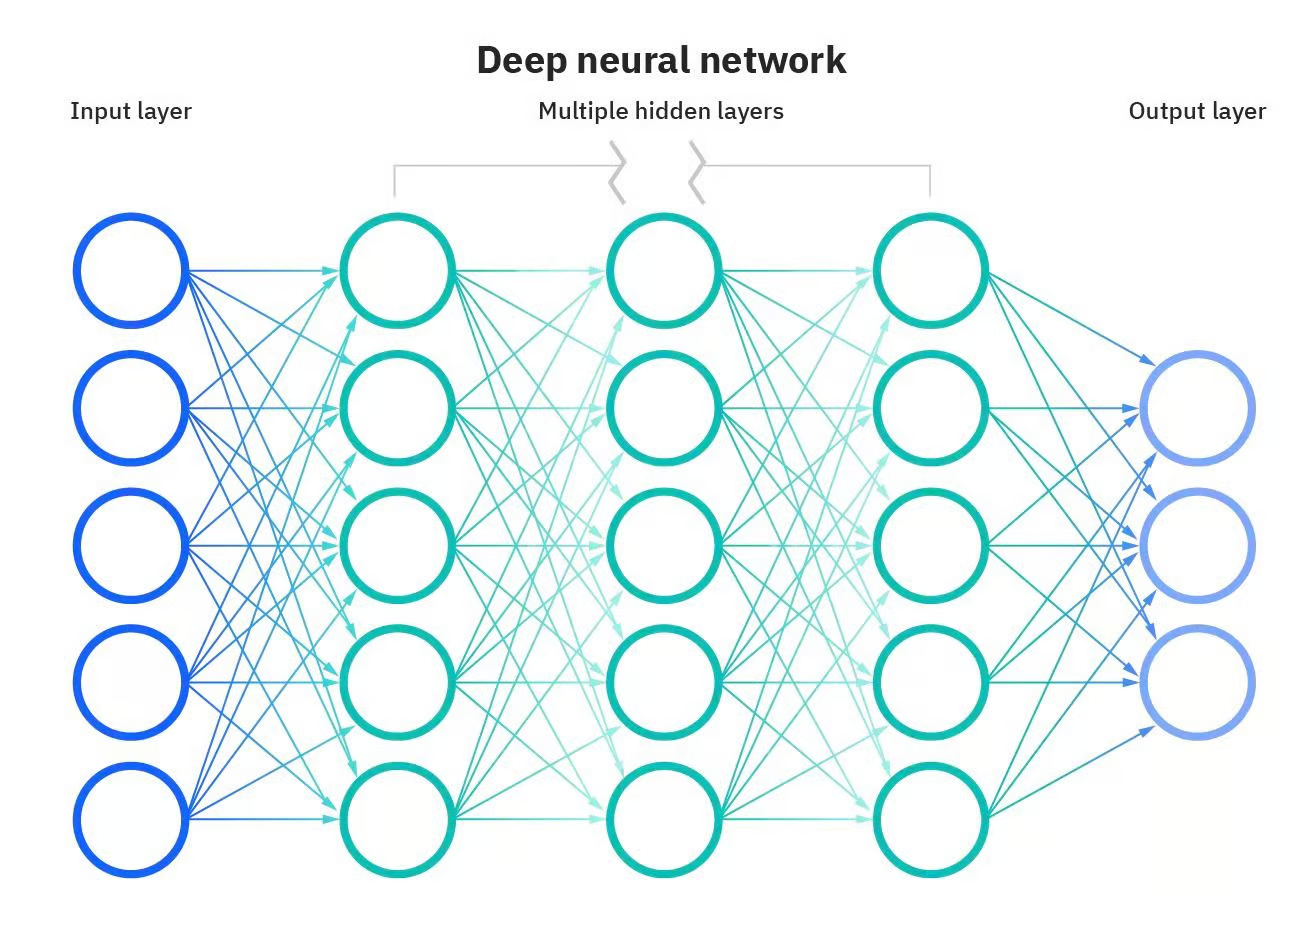 Deep neural network
Input layer
Multiple hidden layers
Output layer